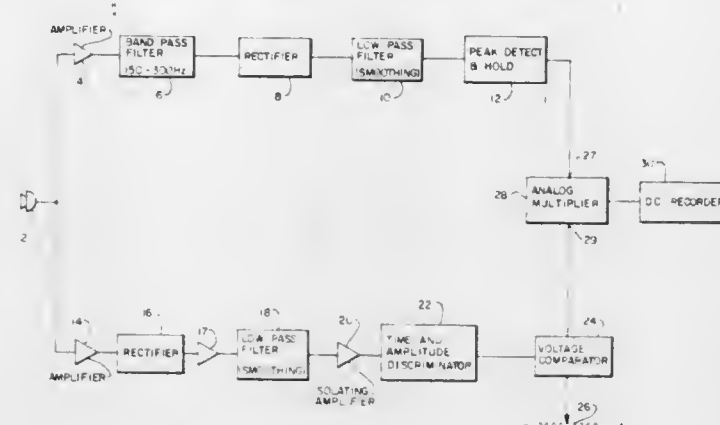 AMPLIFIER
4
BAND PASS
FILTER
150-300Hz
6
RECTIFIER
8
LOW PASS
FILTER
(SMOOTHING)
10
PEAK DETECT
& HOLD
12
2
27
28
ANALOG
MULTIPLIER
29
30
D.C. RECORDER
14
AMPLIFIER
16
RECTIFIER
17
18
LOW PASS
FILTER
(SMOOTHING)
20
ISOLATING
AMPLIFIER
22
TIME AND
AMPLITUDE
DISCRIMINATOR
24
VOLTAGE
COMPARATOR
26